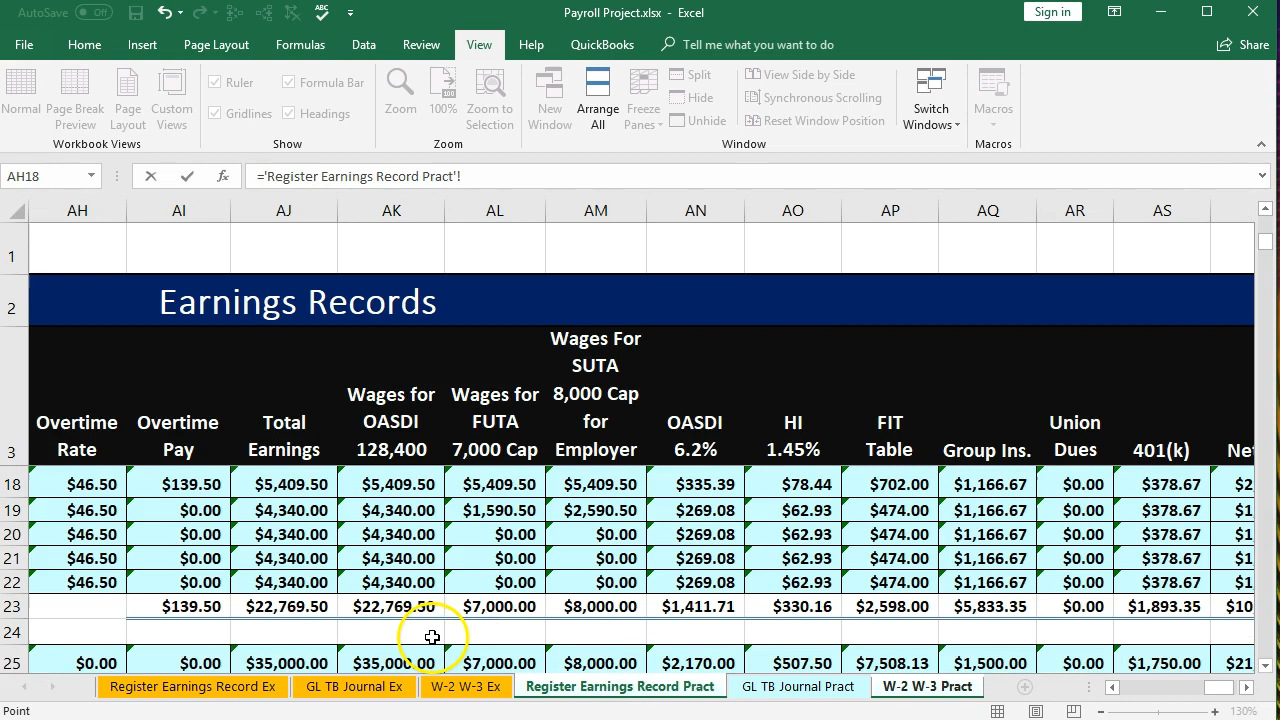 AutoSave Off ABC Payroll Project.xlsx - Excel Sign in
File Home Insert Page Layout Formulas Data Review View Help QuickBooks Tell me what you want to do Share
Normal Page Break Preview Page Layout Custom Views
Ruler Formula Bar
Gridlines Headings
Zoom 100% Zoom to Selection
New Window Arrange All Freeze Panes
Split
Hide
Unhide
View Side by Side
Synchronous Scrolling
Reset Window Position
Switch Windows Macros
Workbook Views Show Zoom Window Macros
AH18 fx ='Register Earnings Record Pract'!
AH AI AJ AK AL AM AN AO AP AQ AR AS
1
2 Earnings Records
3 Overtime Rate Overtime Pay Total Earnings Wages for OASDI 128,400 Wages for FUTA 7,000 Cap Wages For SUTA 8,000 Cap for Employer OASDI 6.2% HI 1.45% FIT Table Group Ins. Union Dues 401(k) Net
18 $46.50 $139.50 $5,409.50 $5,409.50 $5,409.50 $5,409.50 $335.39 $78.44 $702.00 $1,166.67 $0.00 $378.67 $2
19 $46.50 $0.00 $4,340.00 $4,340.00 $1,590.50 $2,590.50 $269.08 $62.93 $474.00 $1,166.67 $0.00 $378.67 $1
20 $46.50 $0.00 $4,340.00 $4,340.00 $0.00 $0.00 $269.08 $62.93 $474.00 $1,166.67 $0.00 $378.67 $1
21 $46.50 $0.00 $4,340.00 $4,340.00 $0.00 $0.00 $269.08 $62.93 $474.00 $1,166.67 $0.00 $378.67 $1
22 $46.50 $0.00 $4,340.00 $4,340.00 $0.00 $0.00 $269.08 $62.93 $474.00 $1,166.67 $0.00 $378.67 $1
23 $139.50 $22,769.50 $22,769.50 $7,000.00 $8,000.00 $1,411.71 $330.16 $2,598.00 $5,833.35 $0.00 $1,893.35 $10
24
25 $0.00 $0.00 $35,000.00 $35,000.00 $7,000.00 $8,000.00 $2,170.00 $507.50 $7,508.13 $1,500.00 $0.00 $1,750.00 $21
Register Earnings Record Ex GL TB Journal Ex W-2 W-3 Ex Register Earnings Record Pract GL TB Journal Pract W-2 W-3 Pract
Point 130%